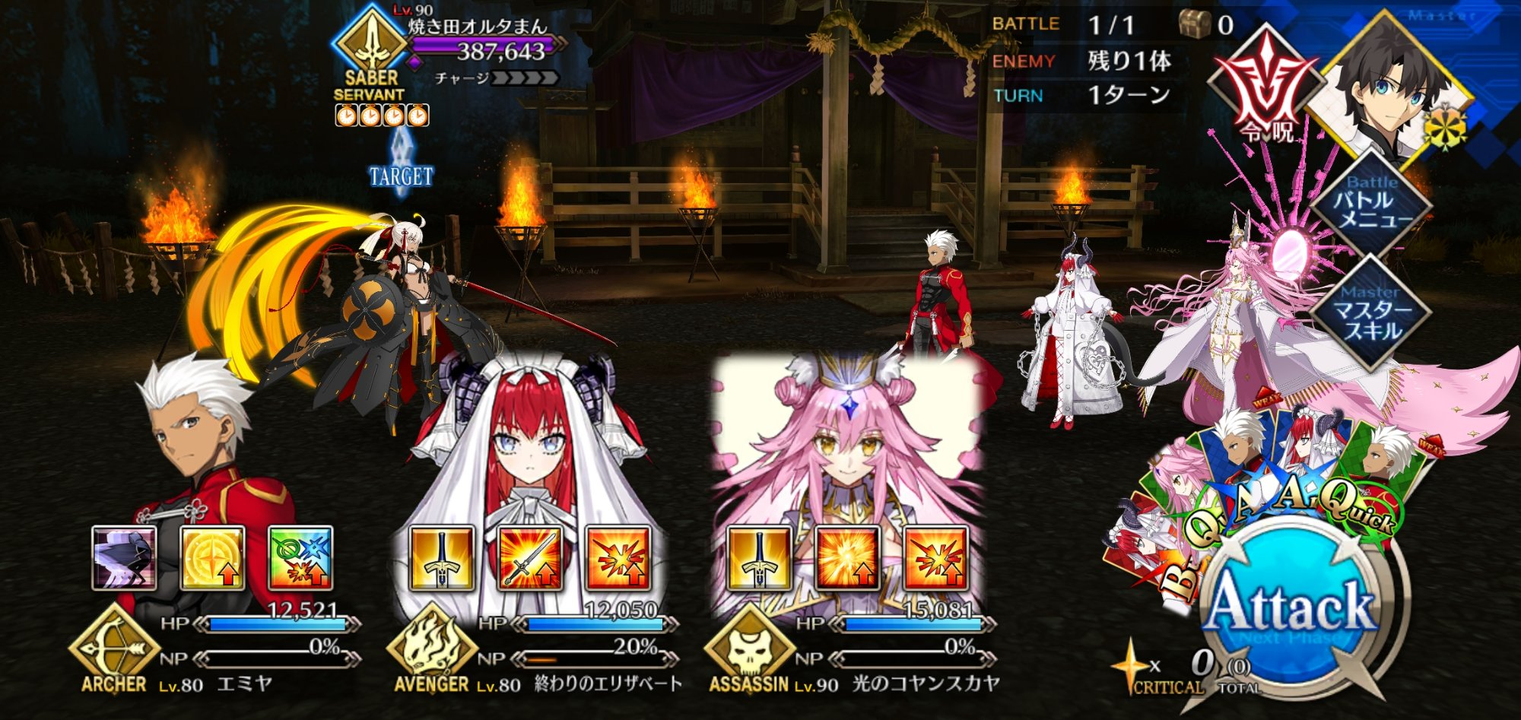 Lv.90
焼き田オルタまん
387,643
チャージ
SABER
SERVANT
TARGET
BATTLE 1/1 0
ENEMY 残り1体
TURN 1ターン
令呪
Master
Battle
バトル
メニュー
Master
マスター
スキル
WEAK
WEAK
Quick
Attack
Next Phase
× 0 (0)
CRITICAL TOTAL
HP 12,521
NP 0%
ARCHER Lv.80 エミヤ
HP 12,050
NP 20%
AVENGER Lv.80 終わりのエリザベート
HP 15,081
NP 0%
ASSASSIN Lv.90 光のコヤンスカヤ